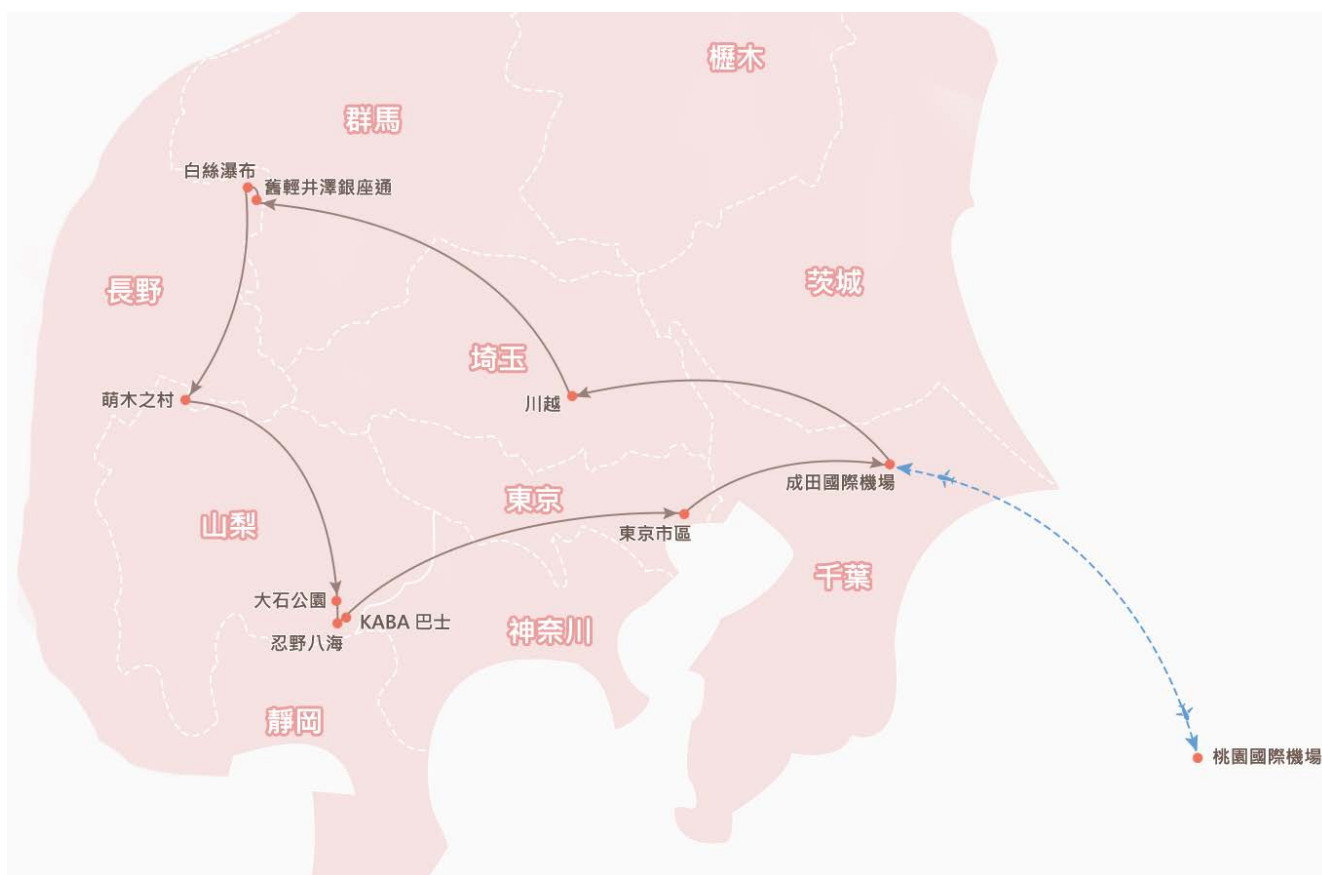 櫪木
群馬
白絲瀑布
舊輕井澤銀座通
長野
茨城
埼玉
萌木之村
川越
成田國際機場
東京
山梨
東京市區
千葉
大石公園
KABA 巴士
忍野八海
神奈川
靜岡
桃園國際機場